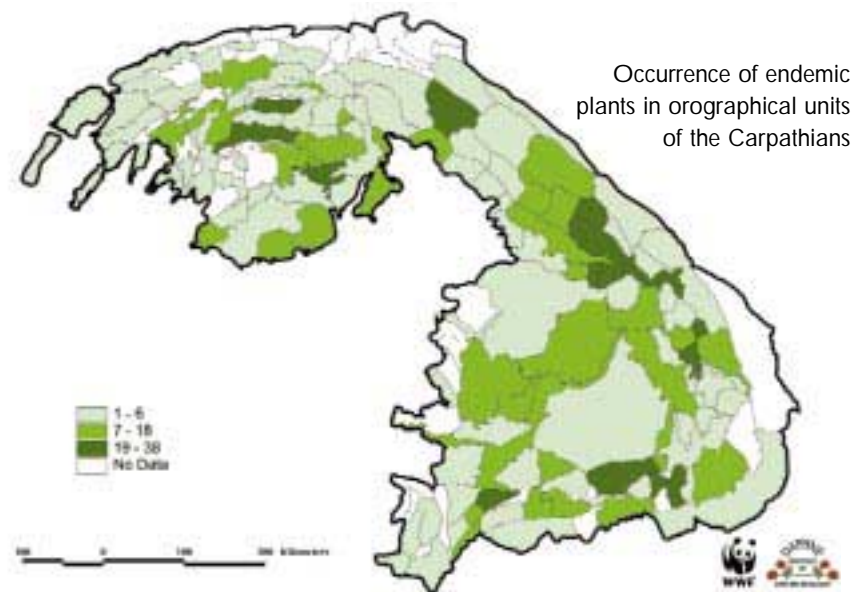 Occurrence of endemic
plants in orographical units
of the Carpathians
1 - 6
7 - 18
19 - 38
No Data
0
WWF